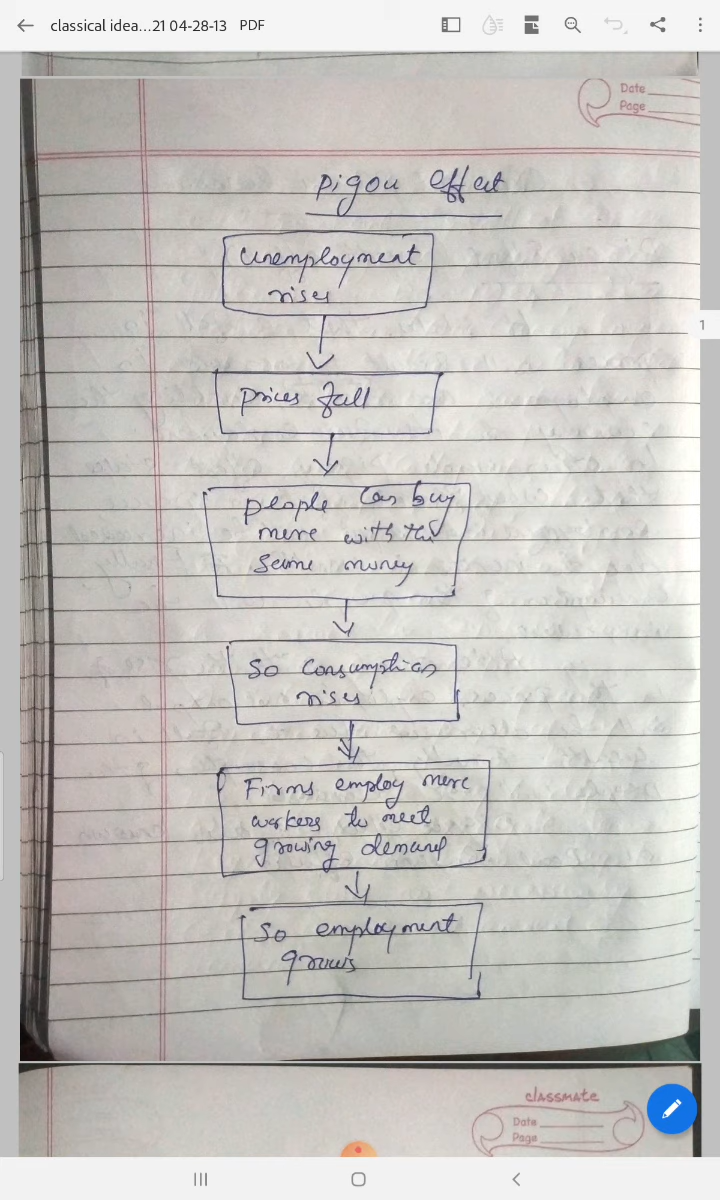 classical idea...21 04-28-13 PDF
Date
Page
Pigou effect
Unemployment
rises
1
Prices fall
people can buy
more with the
same money
So consumption
rises
Firms employ more
workers to meet
growing demand
So employment
grows
classmate
Date
Page